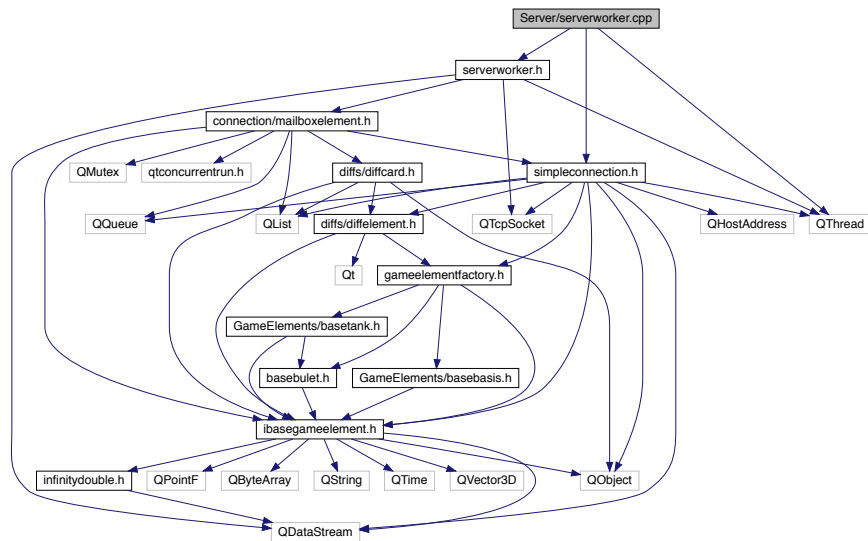 Server/serverworker.cpp
serverworker.h
connection/mailboxelement.h
QMutex
qtconcurrentrun.h
diffs/diffcard.h
simpleconnection.h
QQueue
QList
diffs/diffelement.h
QTcpSocket
QHostAddress
QThread
Qt
gameelementfactory.h
GameElements/basetank.h
basebulet.h
GameElements/basebasis.h
ibasegameelement.h
infinitydouble.h
QPointF
QByteArray
QString
QTime
QVector3D
QObject
QDataStream